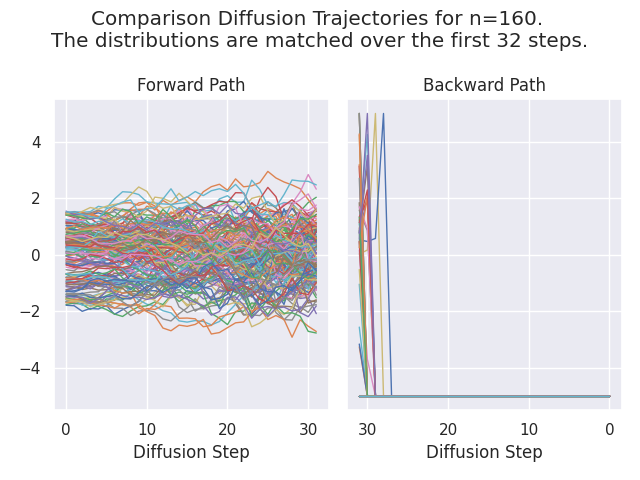 Comparison Diffusion Trajectories for n=160.
The distributions are matched over the first 32 steps.
Forward Path
Backward Path
4
2
0
−2
−4
0 10 20 30
30 20 10 0
Diffusion Step
Diffusion Step